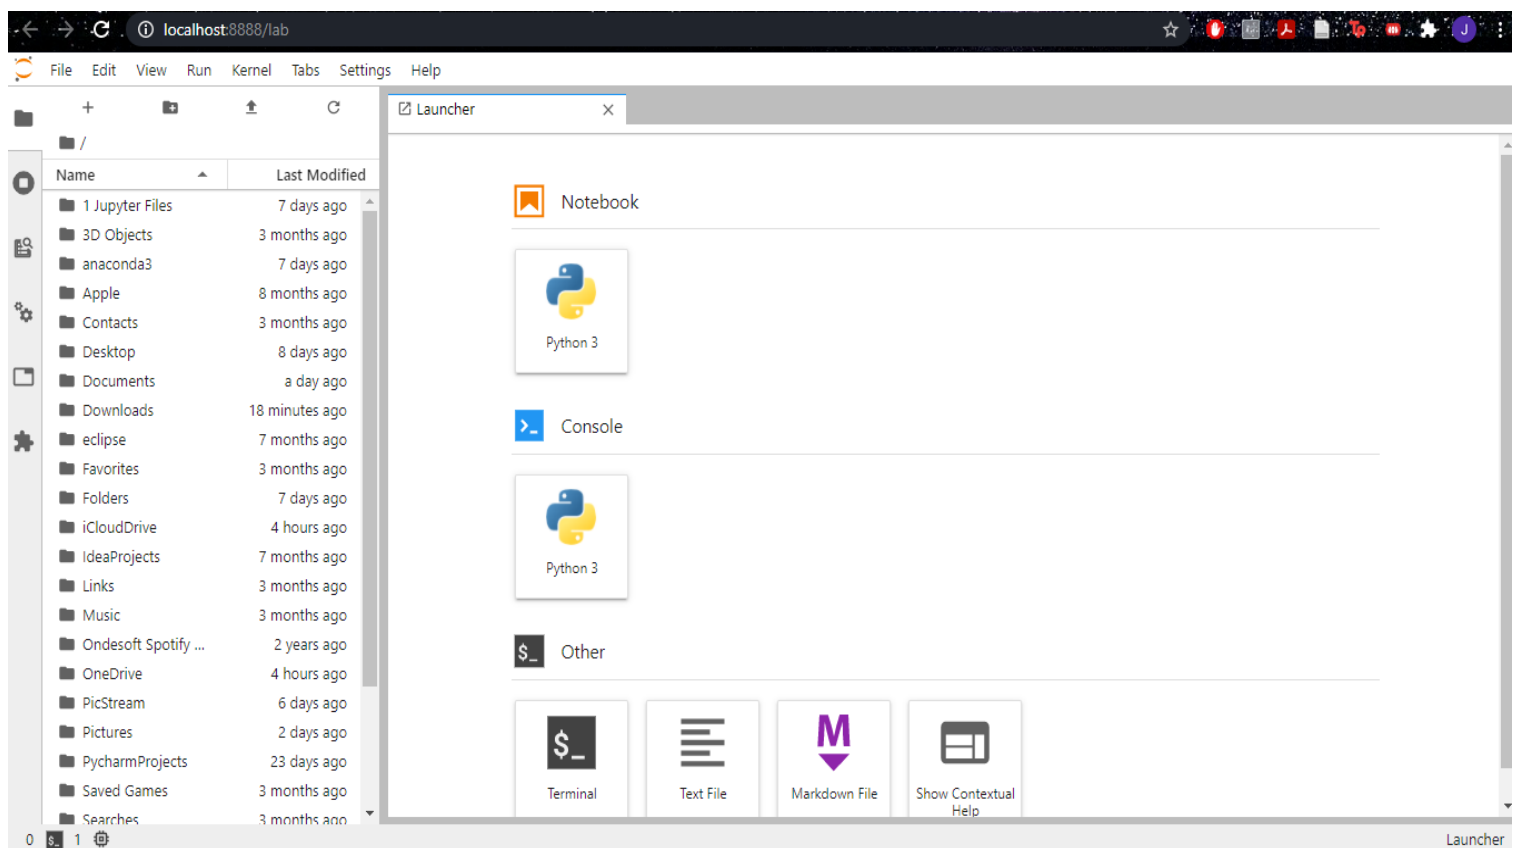 localhost:8888/lab
J
File Edit View Run Kernel Tabs Settings Help
Launcher
/
Name Last Modified
1 Jupyter Files 7 days ago
3D Objects 3 months ago
anaconda3 7 days ago
Apple 8 months ago
Contacts 3 months ago
Desktop 8 days ago
Documents a day ago
Downloads 18 minutes ago
eclipse 7 months ago
Favorites 3 months ago
Folders 7 days ago
iCloudDrive 4 hours ago
IdeaProjects 7 months ago
Links 3 months ago
Music 3 months ago
Ondesoft Spotify ... 2 years ago
OneDrive 4 hours ago
PicStream 6 days ago
Pictures 2 days ago
PycharmProjects 23 days ago
Saved Games 3 months ago
Searches 3 months ago
Notebook
Python 3
Console
Python 3
$_ Other
$_
Terminal
Text File
M
Markdown File
Show Contextual
Help
0 $_ 1
Launcher